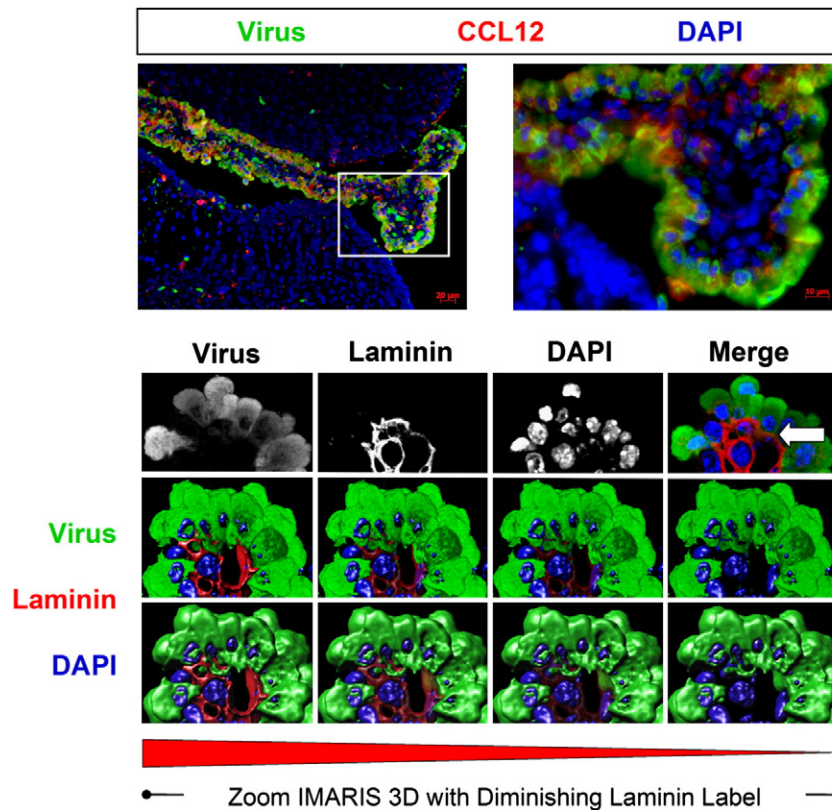 Virus CCL12 DAPI
20 µm
10 µm
Virus Laminin DAPI Merge
Virus
Laminin
DAPI
Zoom IMARIS 3D with Diminishing Laminin Label